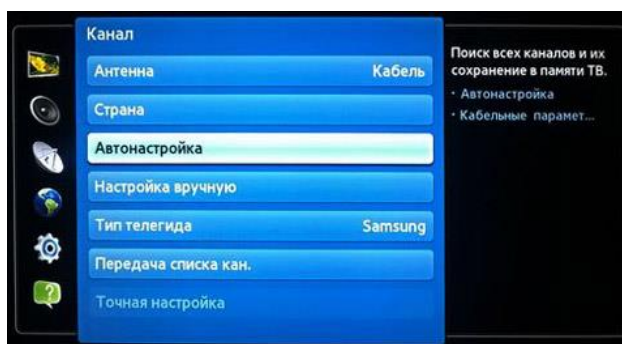 Канал
Антенна Кабель
Страна
Автонастройка
Настройка вручную
Тип телегида Samsung
Передача списка кан.
Точная настройка
Поиск всех каналов и их
сохранение в памяти ТВ.
· Автонастройка
· Кабельные парамет...